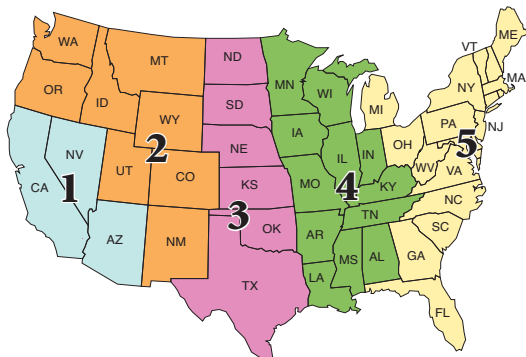 ME
VT
WA
ND
MT
MN
MA
OR
WI
NY
ID
SD
MI
WY
PA
NJ
IA
5
NE
OH
NV
2
IL
IN
UT
WV
VA
CO
CA
1
KS
MO
4
KY
NC
3
TN
OK
AZ
NM
AR
SC
MS
AL
GA
LA
TX
FL